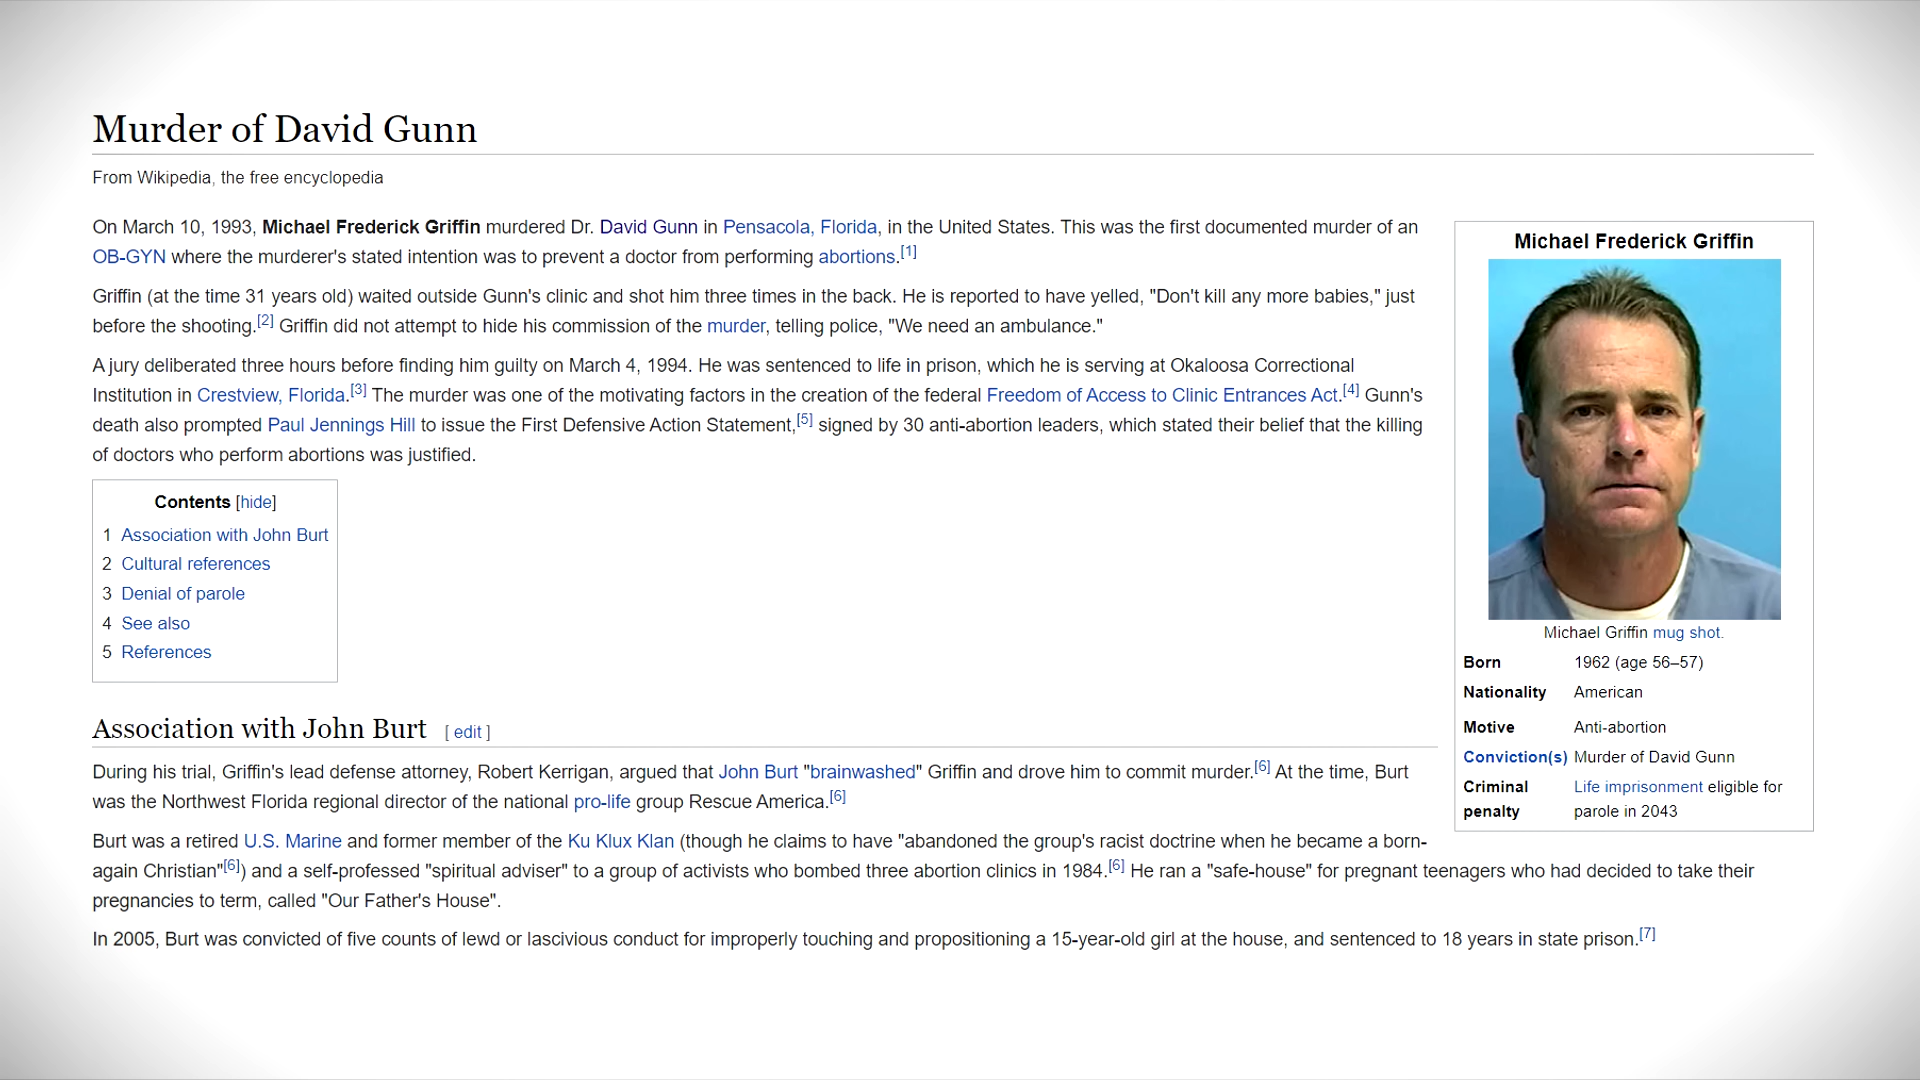 Murder of David Gunn
From Wikipedia, the free encyclopedia
On March 10, 1993, Michael Frederick Griffin murdered Dr. David Gunn in Pensacola, Florida, in the United States. This was the first documented murder of an
OB-GYN where the murderer's stated intention was to prevent a doctor from performing abortions.[1]
Griffin (at the time 31 years old) waited outside Gunn's clinic and shot him three times in the back. He is reported to have yelled, "Don't kill any more babies," just
before the shooting.[2] Griffin did not attempt to hide his commission of the murder, telling police, "We need an ambulance."
A jury deliberated three hours before finding him guilty on March 4, 1994. He was sentenced to life in prison, which he is serving at Okaloosa Correctional
Institution in Crestview, Florida.[3] The murder was one of the motivating factors in the creation of the federal Freedom of Access to Clinic Entrances Act.[4] Gunn's
death also prompted Paul Jennings Hill to issue the First Defensive Action Statement,[5] signed by 30 anti-abortion leaders, which stated their belief that the killing
of doctors who perform abortions was justified.
Contents [hide]
1 Association with John Burt
2 Cultural references
3 Denial of parole
4 See also
5 References
Michael Frederick Griffin
Michael Griffin mug shot.
Born 1962 (age 56–57)
Nationality American
Motive Anti-abortion
Conviction(s) Murder of David Gunn
Criminal Life imprisonment eligible for
penalty parole in 2043
Association with John Burt [ edit ]
During his trial, Griffin's lead defense attorney, Robert Kerrigan, argued that John Burt "brainwashed" Griffin and drove him to commit murder.[6] At the time, Burt
was the Northwest Florida regional director of the national pro-life group Rescue America.[6]
Burt was a retired U.S. Marine and former member of the Ku Klux Klan (though he claims to have "abandoned the group's racist doctrine when he became a born-
again Christian"[6]) and a self-professed "spiritual adviser" to a group of activists who bombed three abortion clinics in 1984.[6] He ran a "safe-house" for pregnant teenagers who had decided to take their
pregnancies to term, called "Our Father's House".
In 2005, Burt was convicted of five counts of lewd or lascivious conduct for improperly touching and propositioning a 15-year-old girl at the house, and sentenced to 18 years in state prison.[7]